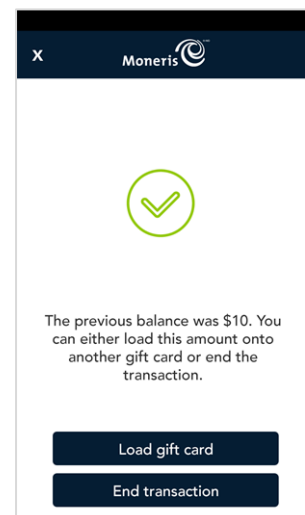 X
Moneris
The previous balance was $10. You
can either load this amount onto
another gift card or end the
transaction.
Load gift card
End transaction